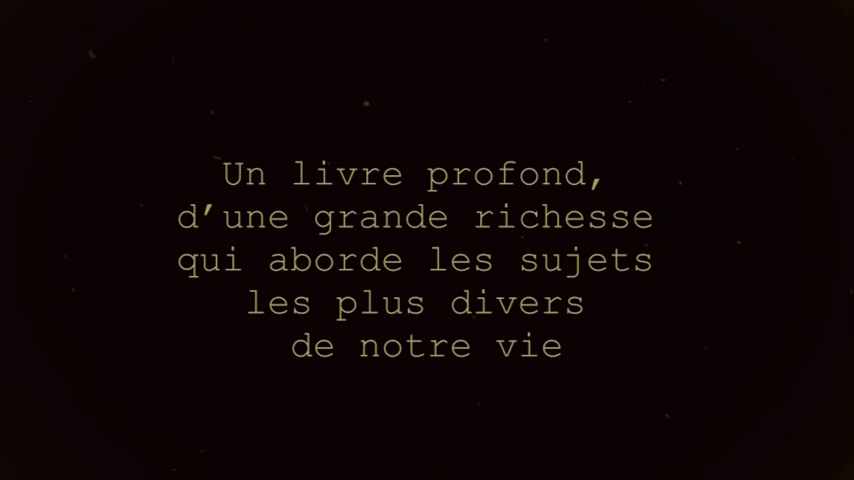 Un livre profond,
d’une grande richesse
qui aborde les sujets
les plus divers
de notre vie